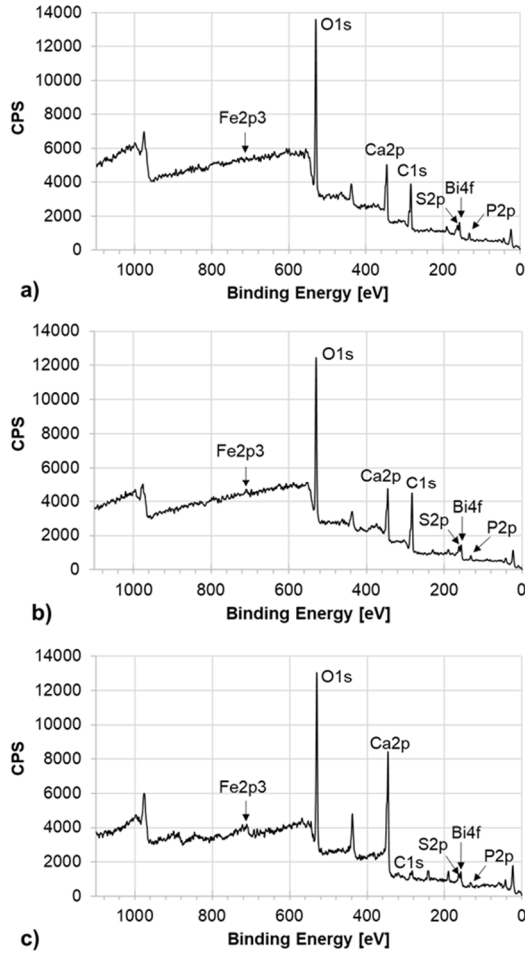 14000
12000
10000
8000
6000
4000
2000
0
CPS
O1s
Fe2p3
Ca2p
C1s
S2p
Bi4f
P2p
1000 800 600 400 200 0
Binding Energy [eV]
a)
14000
12000
10000
8000
6000
4000
2000
0
CPS
O1s
Fe2p3
Ca2p
C1s
S2p
Bi4f
P2p
1000 800 600 400 200 0
Binding Energy [eV]
b)
14000
12000
10000
8000
6000
4000
2000
0
CPS
O1s
Ca2p
Fe2p3
C1s
S2p
Bi4f
P2p
1000 800 600 400 200 0
Binding Energy [eV]
c)